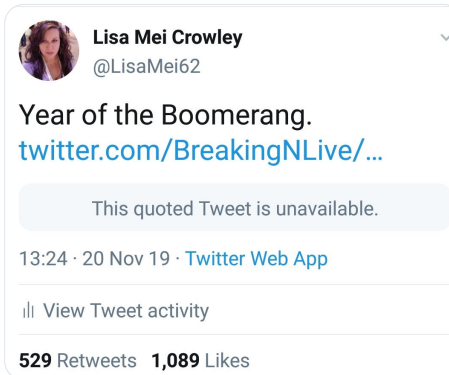 Lisa Mei Crowley
@LisaMei62
Year of the Boomerang.
twitter.com/BreakingNLive/...
This quoted Tweet is unavailable.
13:24 · 20 Nov 19 · Twitter Web App
View Tweet activity
529 Retweets 1,089 Likes